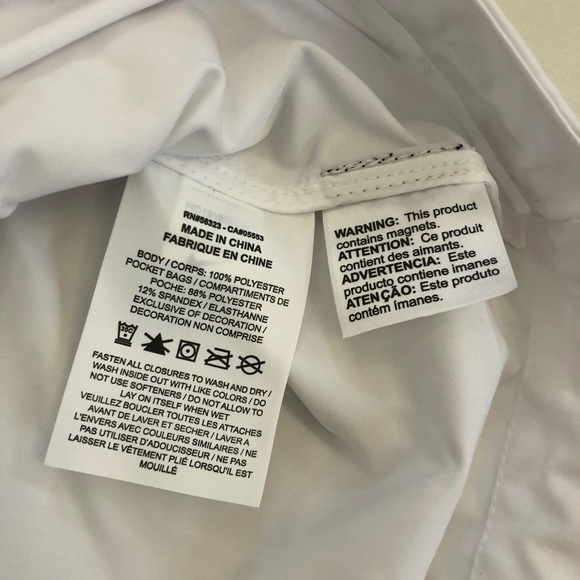 RN#56323 - CA#05553
MADE IN CHINA
FABRIQUE EN CHINE
BODY / CORPS: 100% POLYESTER
POCKET BAGS / COMPARTIMENTS DE
POCHE: 88% POLYESTER
12% SPANDEX / ELASTHANNE
EXCLUSIVE OF DECORATION /
DECORATION NON COMPRISE
FASTEN ALL CLOSURES TO WASH AND DRY /
WASH INSIDE OUT WITH LIKE COLORS / DO
NOT USE SOFTENERS / DO NOT ALLOW TO
LAY ON ITSELF WHEN WET
VEUILLEZ BOUCLER TOUTES LES ATTACHES
AVANT DE LAVER / LAVER A
L'ENVERS AVEC COULEURS SIMILAIRES / NE
PAS UTILISER D'ADOUCISSEUR / NE PAS
LAISSER LE VÊTEMENT PLIÉ LORSQU'IL EST
MOUILLÉ
WARNING: This product
contains magnets.
ATTENTION: Ce produit
contient des aimants.
ADVERTENCIA: Este
producto contiene imanes
ATENÇÃO: Este produto
contém ímanes.